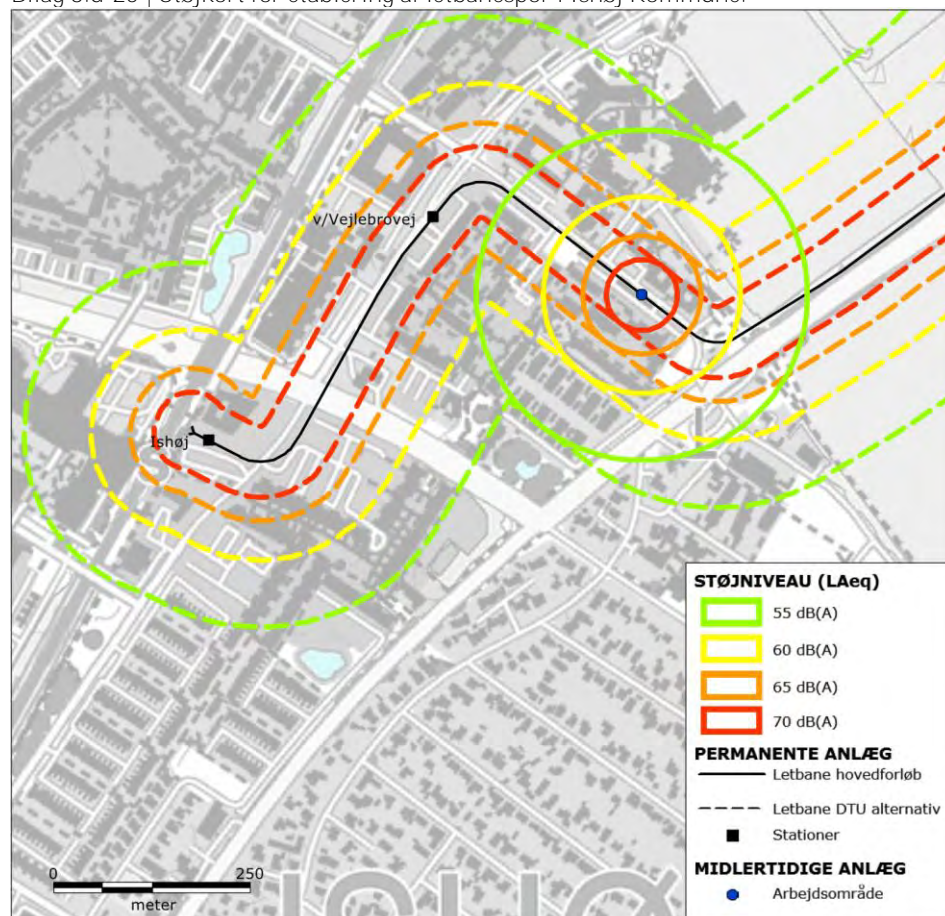 v/Vejlebrovej
Ishøj
STØJNIVEAU (LAeq)
55 dB(A)
60 dB(A)
65 dB(A)
70 dB(A)
PERMANENTE ANLÆG
Letbane hovedforløb
Letbane DTU alternativ
Stationer
MIDLERTIDIGE ANLÆG
Arbejdsområde
0 250
meter